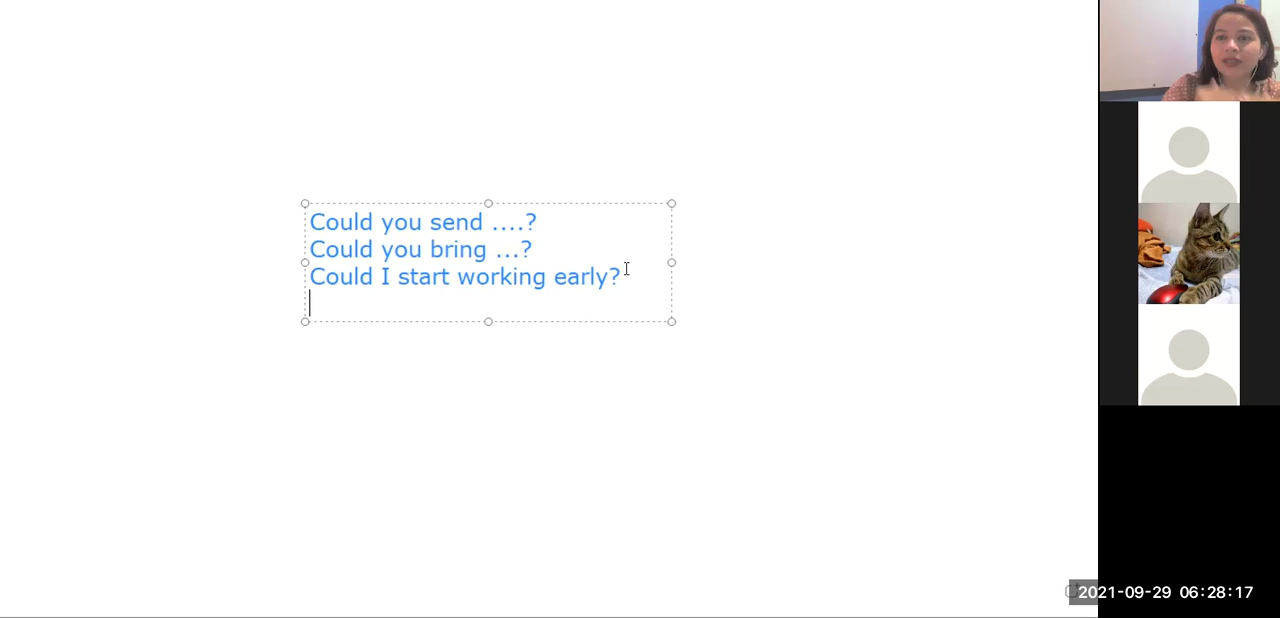 Could you send ....?
Could you bring ...?
Could I start working early?
2021-09-29 06:28:17